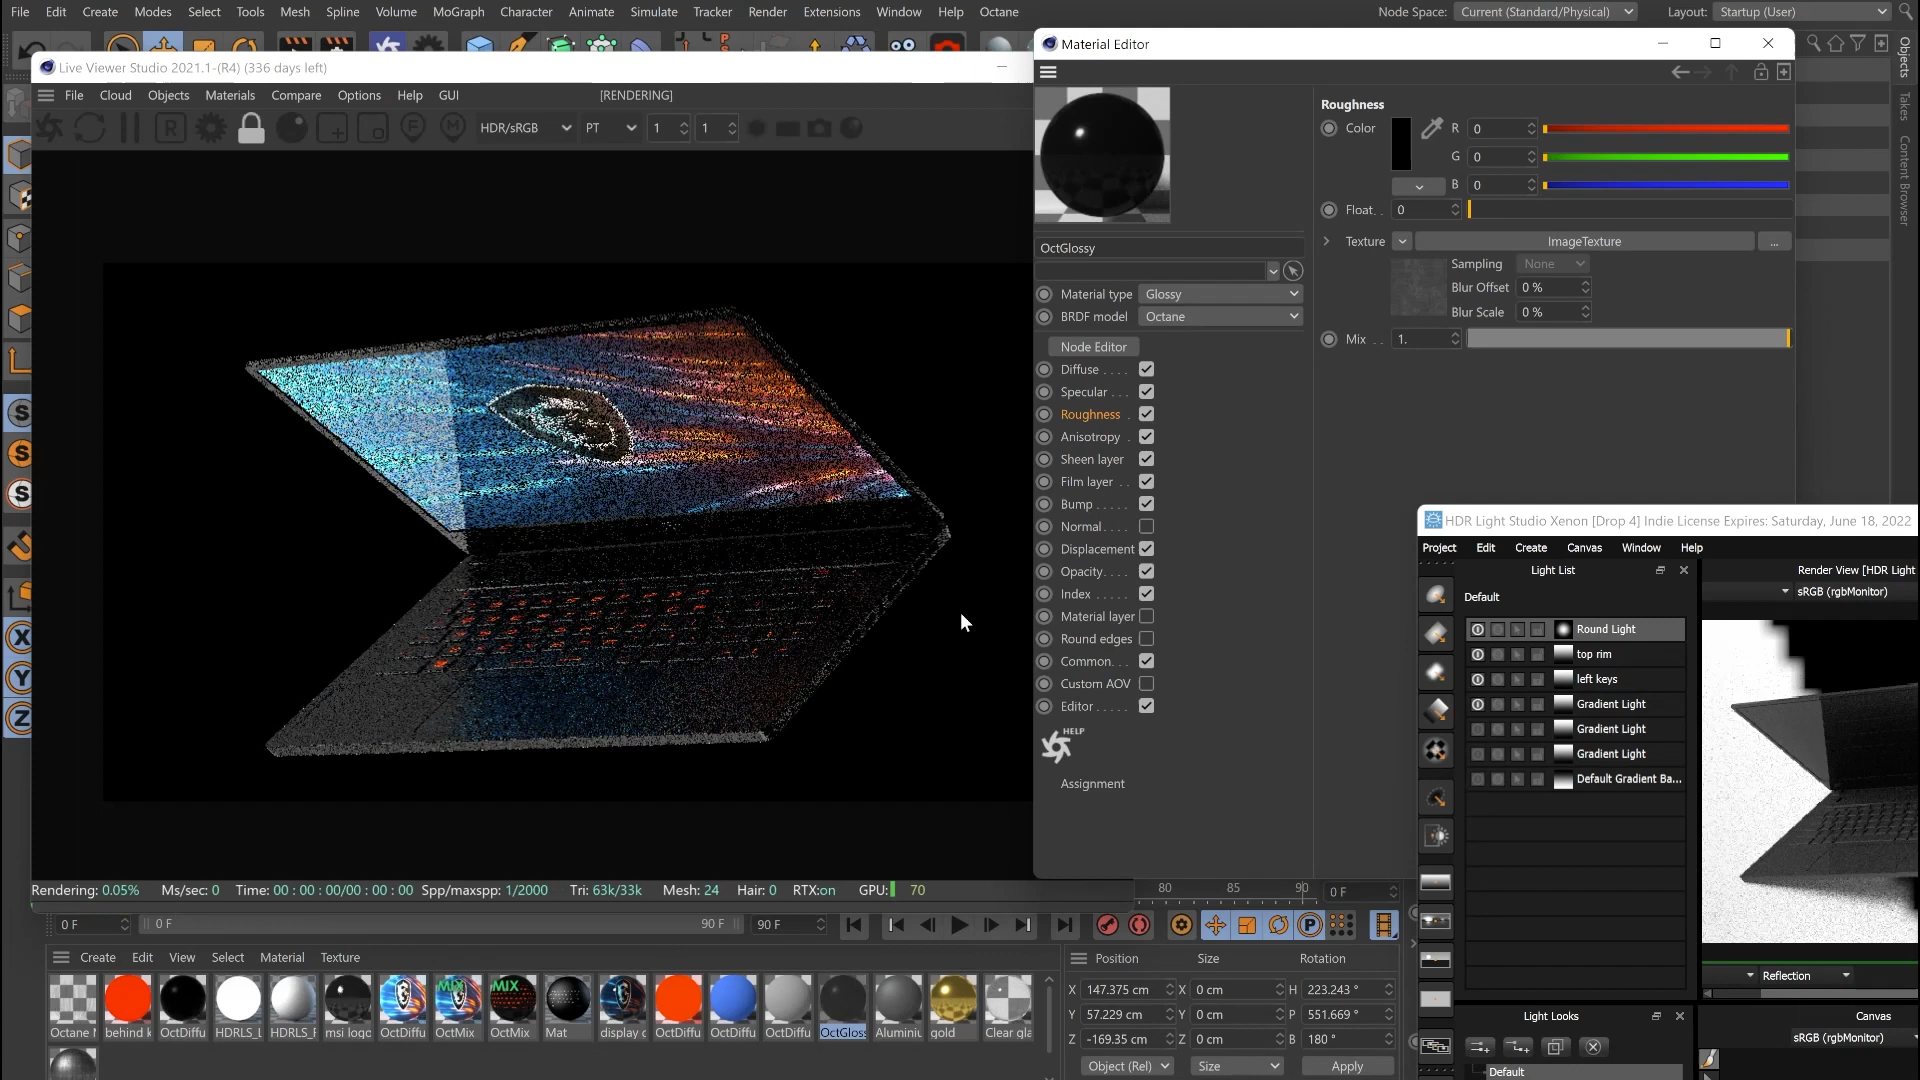 File Edit Create Modes Select Tools Mesh Spline Volume MoGraph Character Animate Simulate Tracker Render Extensions Window Help Octane
Node Space: Current (Standard/Physical) Layout: Startup (User)
Live Viewer Studio 2021.1-(R4) (336 days left)
File Cloud Objects Materials Compare Options Help GUI [RENDERING]
HDR/sRGB PT 1 1
Material Editor
OctGlossy
Material type Glossy
BRDF model Octane
Node Editor
Diffuse . . . .
Specular . . .
Roughness .
Anisotropy .
Sheen layer
Film layer . .
Bump . . . . .
Normal . . . .
Displacement
Opacity. . . .
Index . . . . .
Material layer
Round edges
Common. . .
Custom AOV
Editor . . . . .
HELP
Assignment
Roughness
Color R 0
G 0
B 0
Float. . 0
Texture ImageTexture ...
Sampling None
Blur Offset 0 %
Blur Scale 0 %
Mix . . 1.
Objects
Takes
Content Browser
HDR Light Studio Xenon [Drop 4] Indie License Expires: Saturday, June 18, 2022
Project Edit Create Canvas Window Help
Light List
Default
Round Light
top rim
left keys
Gradient Light
Gradient Light
Gradient Light
Default Gradient Ba...
Render View [HDR Light
sRGB (rgbMonitor)
Reflection
Light Looks
Default
Canvas
sRGB (rgbMonitor)
Rendering: 0.05% Ms/sec: 0 Time: 00 : 00 : 00/00 : 00 : 00 Spp/maxspp: 1/2000 Tri: 63k/33k Mesh: 24 Hair: 0 RTX:on GPU: 70
80 85 90 0 F
0 F 0 F 90 F 90 F
Create Edit View Select Material Texture
Octane behind k OctDiffu HDRLS_L HDRLS_F msi logo OctDiffu OctMix OctMix Mat display c OctDiffu OctDiffu OctDiffu OctGloss Aluminiu gold Clear gla
MIX
MIX
Position Size Rotation
X 147.375 cm X 0 cm H 223.243 °
Y 57.229 cm Y 0 cm P 551.669 °
Z -169.35 cm Z 0 cm B 180 °
Object (Rel) Size Apply